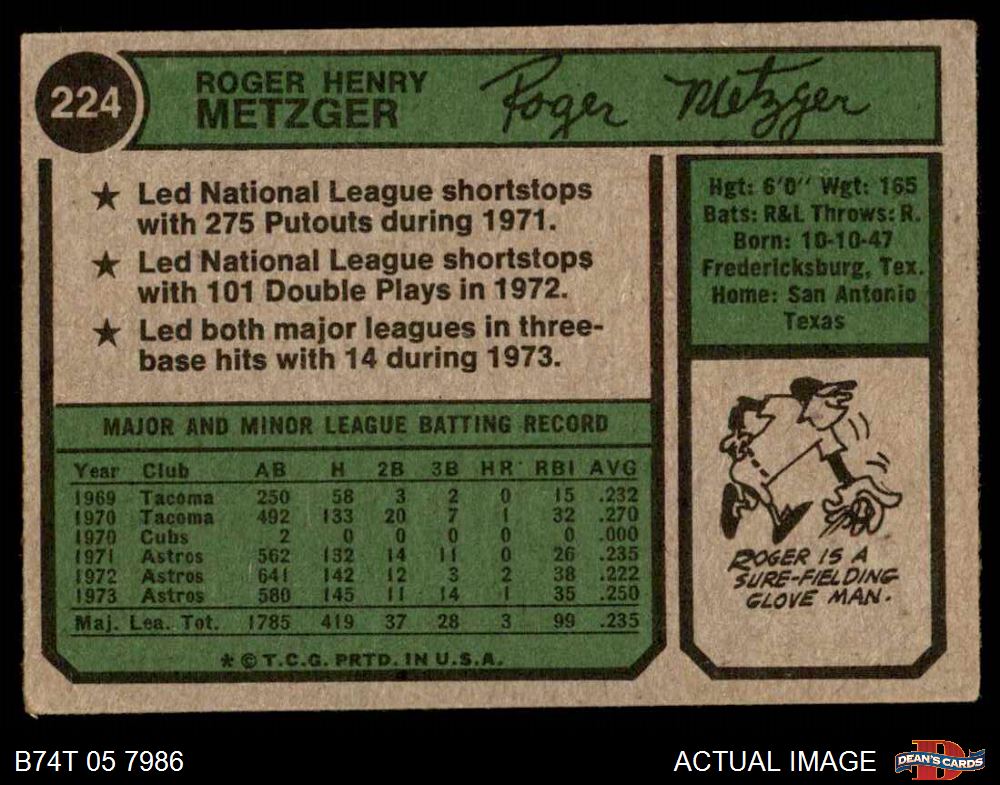 224
ROGER HENRY
METZGER
Roger Metzger
★ Led National League shortstops
with 275 Putouts during 1971.
★ Led National League shortstops
with 101 Double Plays in 1972.
★ Led both major leagues in three-
base hits with 14 during 1973.
Hgt: 6'0'' Wgt: 165
Bats: R&L Throws: R.
Born: 10-10-47
Fredericksburg, Tex.
Home: San Antonio
Texas
MAJOR AND MINOR LEAGUE BATTING RECORD
Year Club AB H 2B 3B HR RBI AVG
1969 Tacoma 250 58 3 2 0 15 .232
1970 Tacoma 492 133 20 7 1 32 .270
1970 Cubs 2 0 0 0 0 0 .000
1971 Astros 562 132 14 11 0 26 .235
1972 Astros 641 142 12 3 2 38 .222
1973 Astros 580 145 11 14 1 35 .250
Maj. Lea. Tot. 1785 419 37 28 3 99 .235
* © T.C.G. PRTD. IN U.S.A.
ROGER IS A
SURE-FIELDING
GLOVE MAN.
B74T 05 7986
ACTUAL IMAGE
DEAN'S CARDS